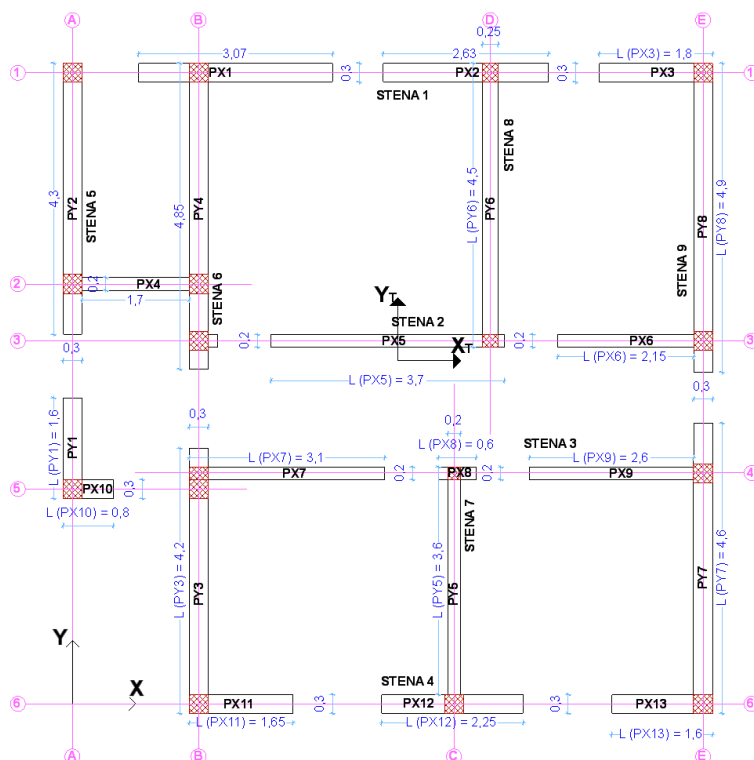 A
B
D
E
0,25
3,07
2,63
L (PX3) = 1,8
1
PX1
0,3
PX2
0,3
PX3
1
STENA 1
STENA 8
4,3
PY2
STENA 5
4,85
PY4
L (PY6) = 4,5
PY6
PY8
L (PY8) = 4,9
STENA 9
2
0,2
PX4
1,7
STENA 6
YT
STENA 2
3
0,2
PX5
XT
0,2
PX6
3
0,3
L (PX5) = 3,7
L (PX6) = 2,15
0,3
0,3
0,2
L (PY1) = 1,6
PY1
L (PX7) = 3,1
L (PX8) = 0,6
STENA 3
L (PX9) = 2,6
PX7
0,2
PX8
0,2
PX9
4
5
PX10
0,3
L (PX10) = 0,8
STENA 7
L (PY3) = 4,2
PY3
L (PY5) = 3,6
PY5
PY7
L (PY7) = 4,6
Y
X
STENA 4
6
PX11
0,3
PX12
0,3
PX13
6
L (PX11) = 1,65
L (PX12) = 2,25
L (PX13) = 1,6
A
B
C
E